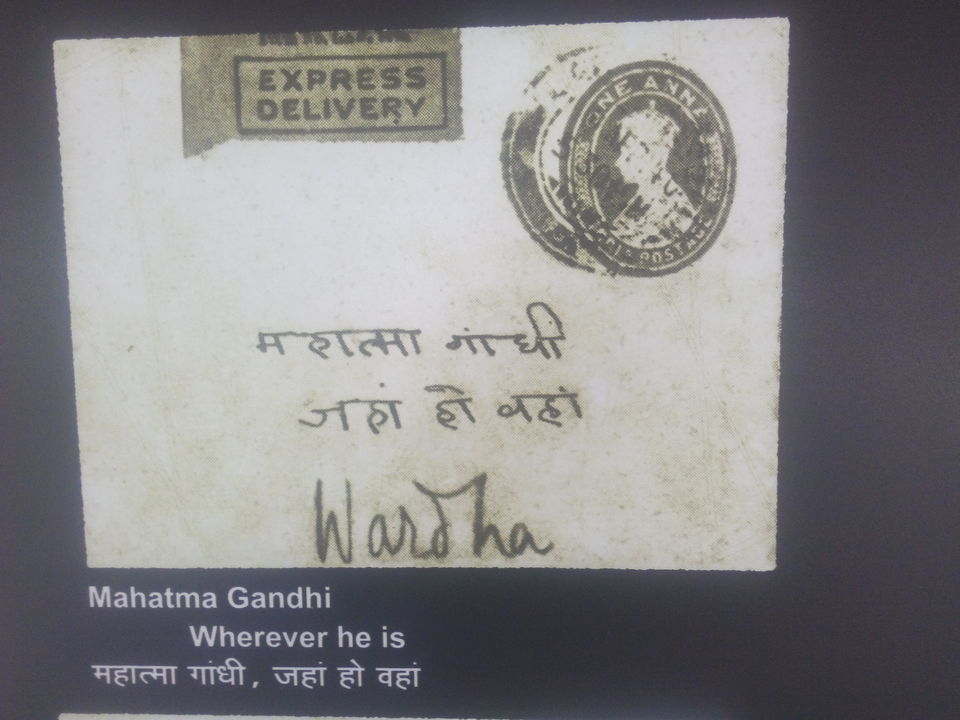 EXPRESS
DELIVERY
ONE ANNA
POSTAGE
महात्मा गांधी
जहां हो वहां
Wardha
Mahatma Gandhi
Wherever he is
महात्मा गांधी, जहां हो वहां